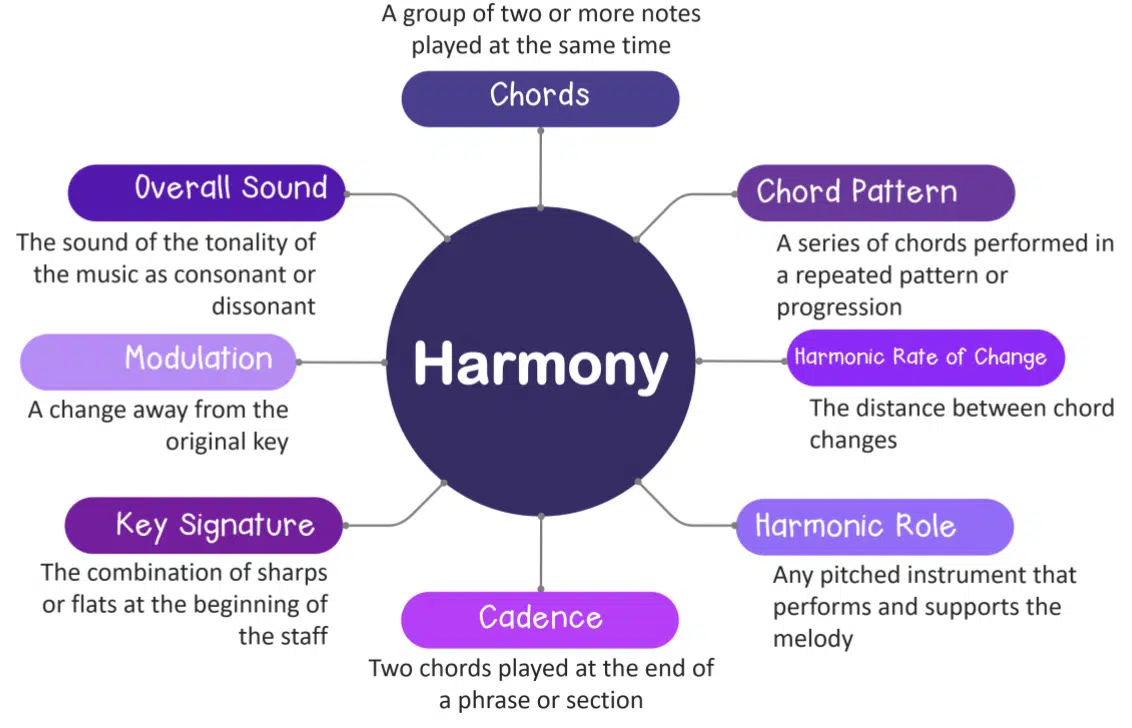 A group of two or more notes
played at the same time
Chords
Overall Sound
The sound of the tonality of
the music as consonant or
dissonant
Chord Pattern
A series of chords performed in
a repeated pattern or
progression
Modulation
A change away from the
original key
Harmony
Harmonic Rate of Change
The distance between chord
changes
Key Signature
The combination of sharps
or flats at the beginning of
the staff
Harmonic Role
Any pitched instrument that
performs and supports the
melody
Cadence
Two chords played at the end of
a phrase or section